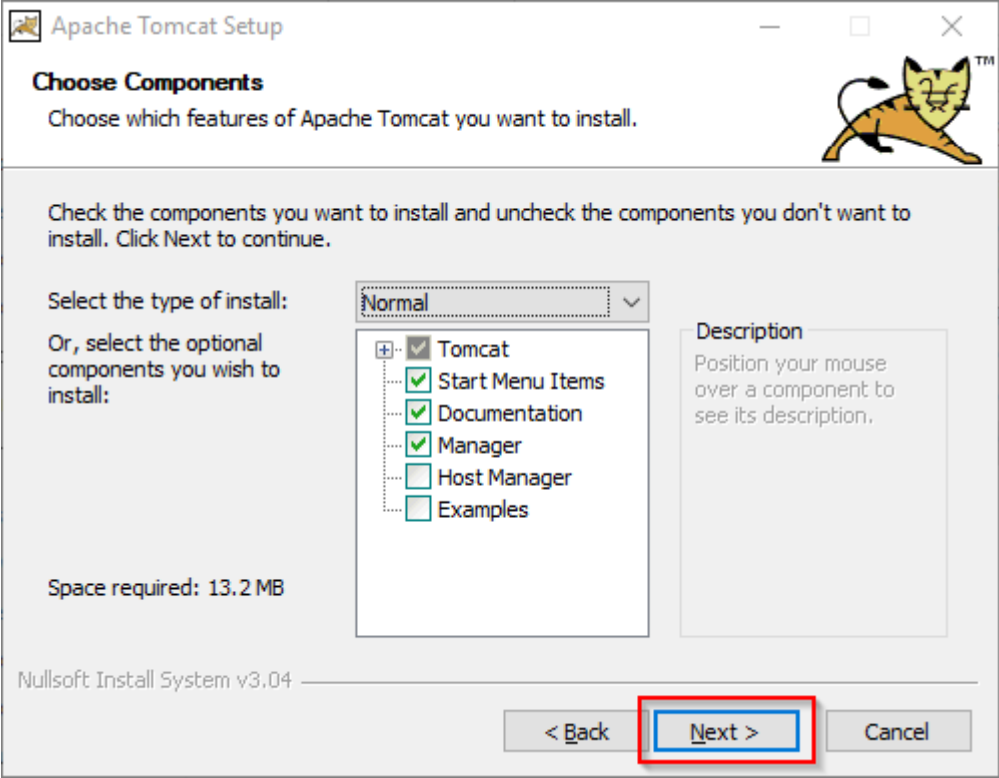 Apache Tomcat Setup
Choose Components
Choose which features of Apache Tomcat you want to install.
TM
Check the components you want to install and uncheck the components you don't want to
install. Click Next to continue.
Select the type of install:
Normal
Or, select the optional
components you wish to
install:
Tomcat
Start Menu Items
Documentation
Manager
Host Manager
Examples
Description
Position your mouse
over a component to
see its description.
Space required: 13.2 MB
Nullsoft Install System v3.04
< Back
Next >
Cancel